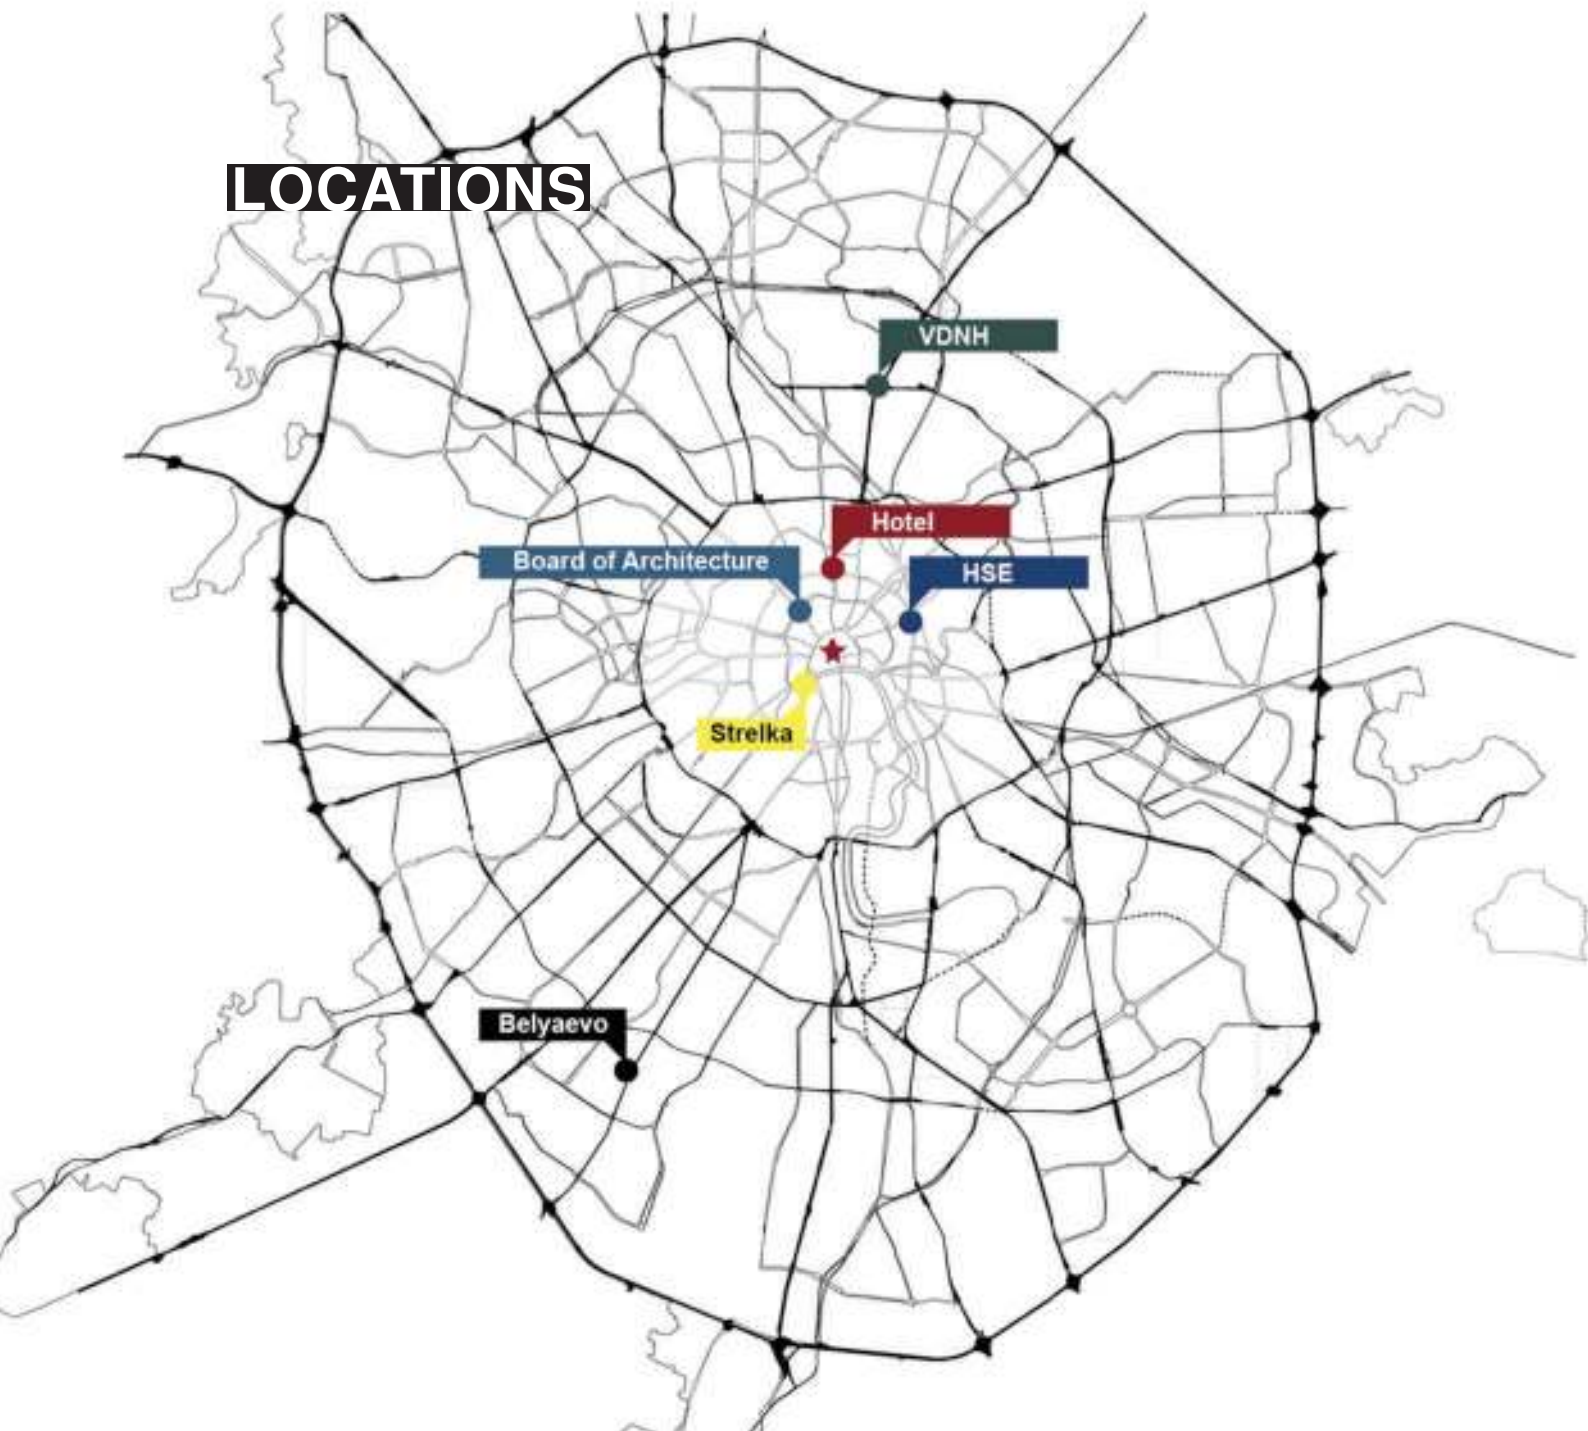 LOCATIONS
VDNH
Hotel
Board of Architecture
HSE
Strelka
Belyaevo